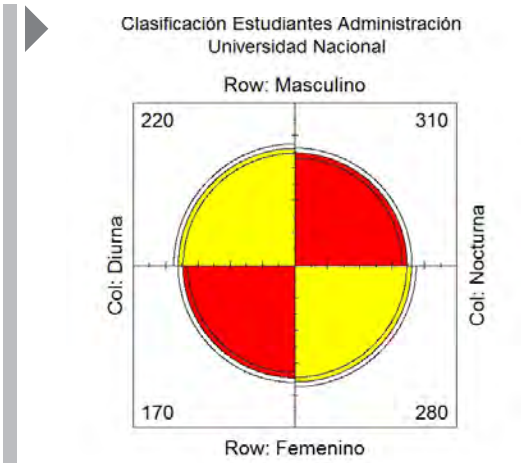 Clasificación Estudiantes Administración
Universidad Nacional
Row: Masculino
220
310
Col: Diurna
Col: Nocturna
170
280
Row: Femenino